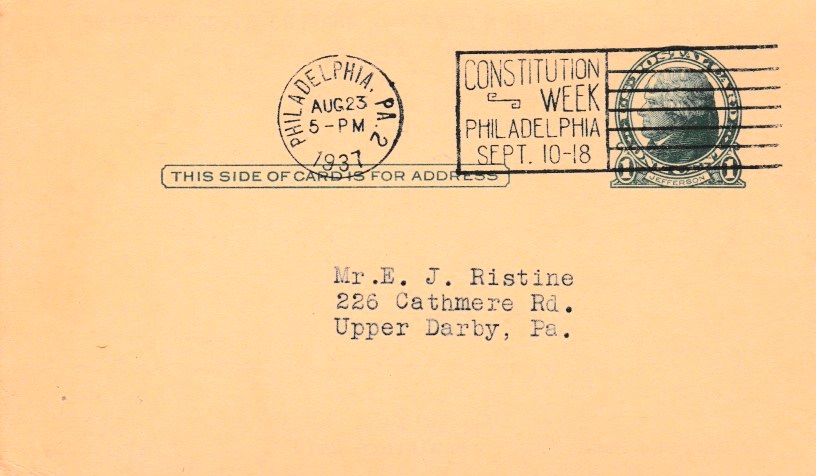 PHILADELPHIA, PA. 2
AUG 23
5-PM
1937
CONSTITUTION
WEEK
PHILADELPHIA
SEPT. 10-18
1 JEFFERSON 1
THIS SIDE OF CARD IS FOR ADDRESS
Mr.E. J. Ristine
226 Cathmere Rd.
Upper Darby, Pa.